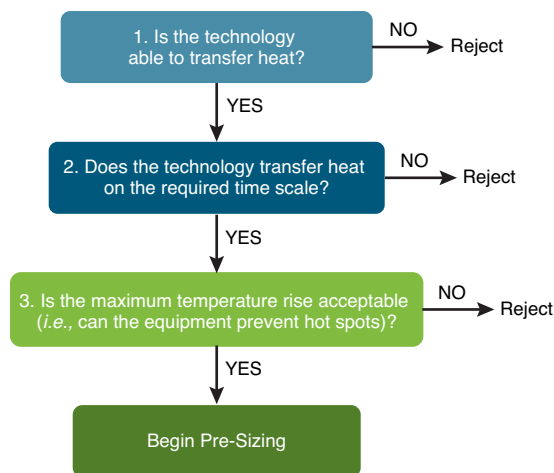 1. Is the technology
able to transfer heat?
NO
Reject
YES
2. Does the technology transfer heat
on the required time scale?
NO
Reject
YES
3. Is the maximum temperature rise acceptable
(i.e., can the equipment prevent hot spots)?
NO
Reject
YES
Begin Pre-Sizing